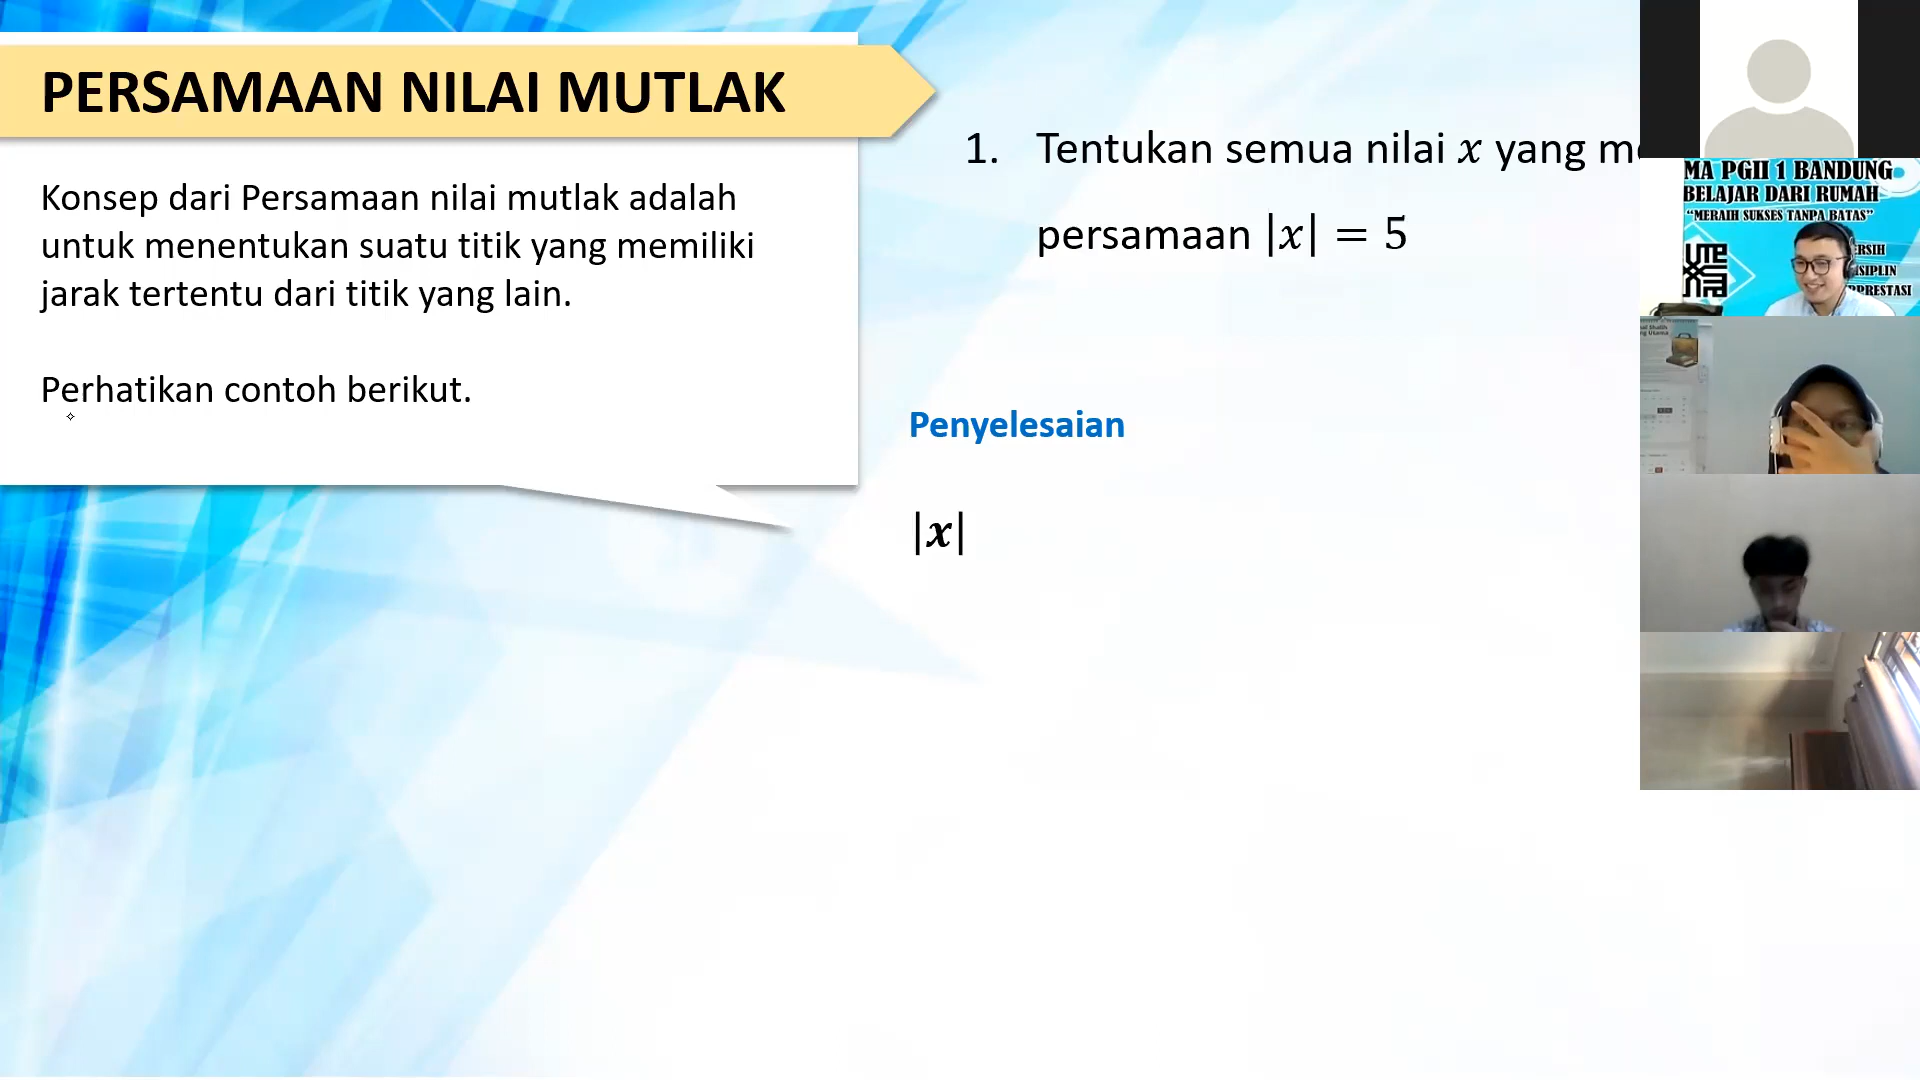 PERSAMAAN NILAI MUTLAK
Konsep dari Persamaan nilai mutlak adalah
untuk menentukan suatu titik yang memiliki
jarak tertentu dari titik yang lain.
Perhatikan contoh berikut.
1. Tentukan semua nilai x yang
persamaan |x| = 5
Penyelesaian
|x|
MA PGII 1 BANDUNG
BELAJAR DARI RUMAH
“MERAIH SUKSES TANPA BATAS”